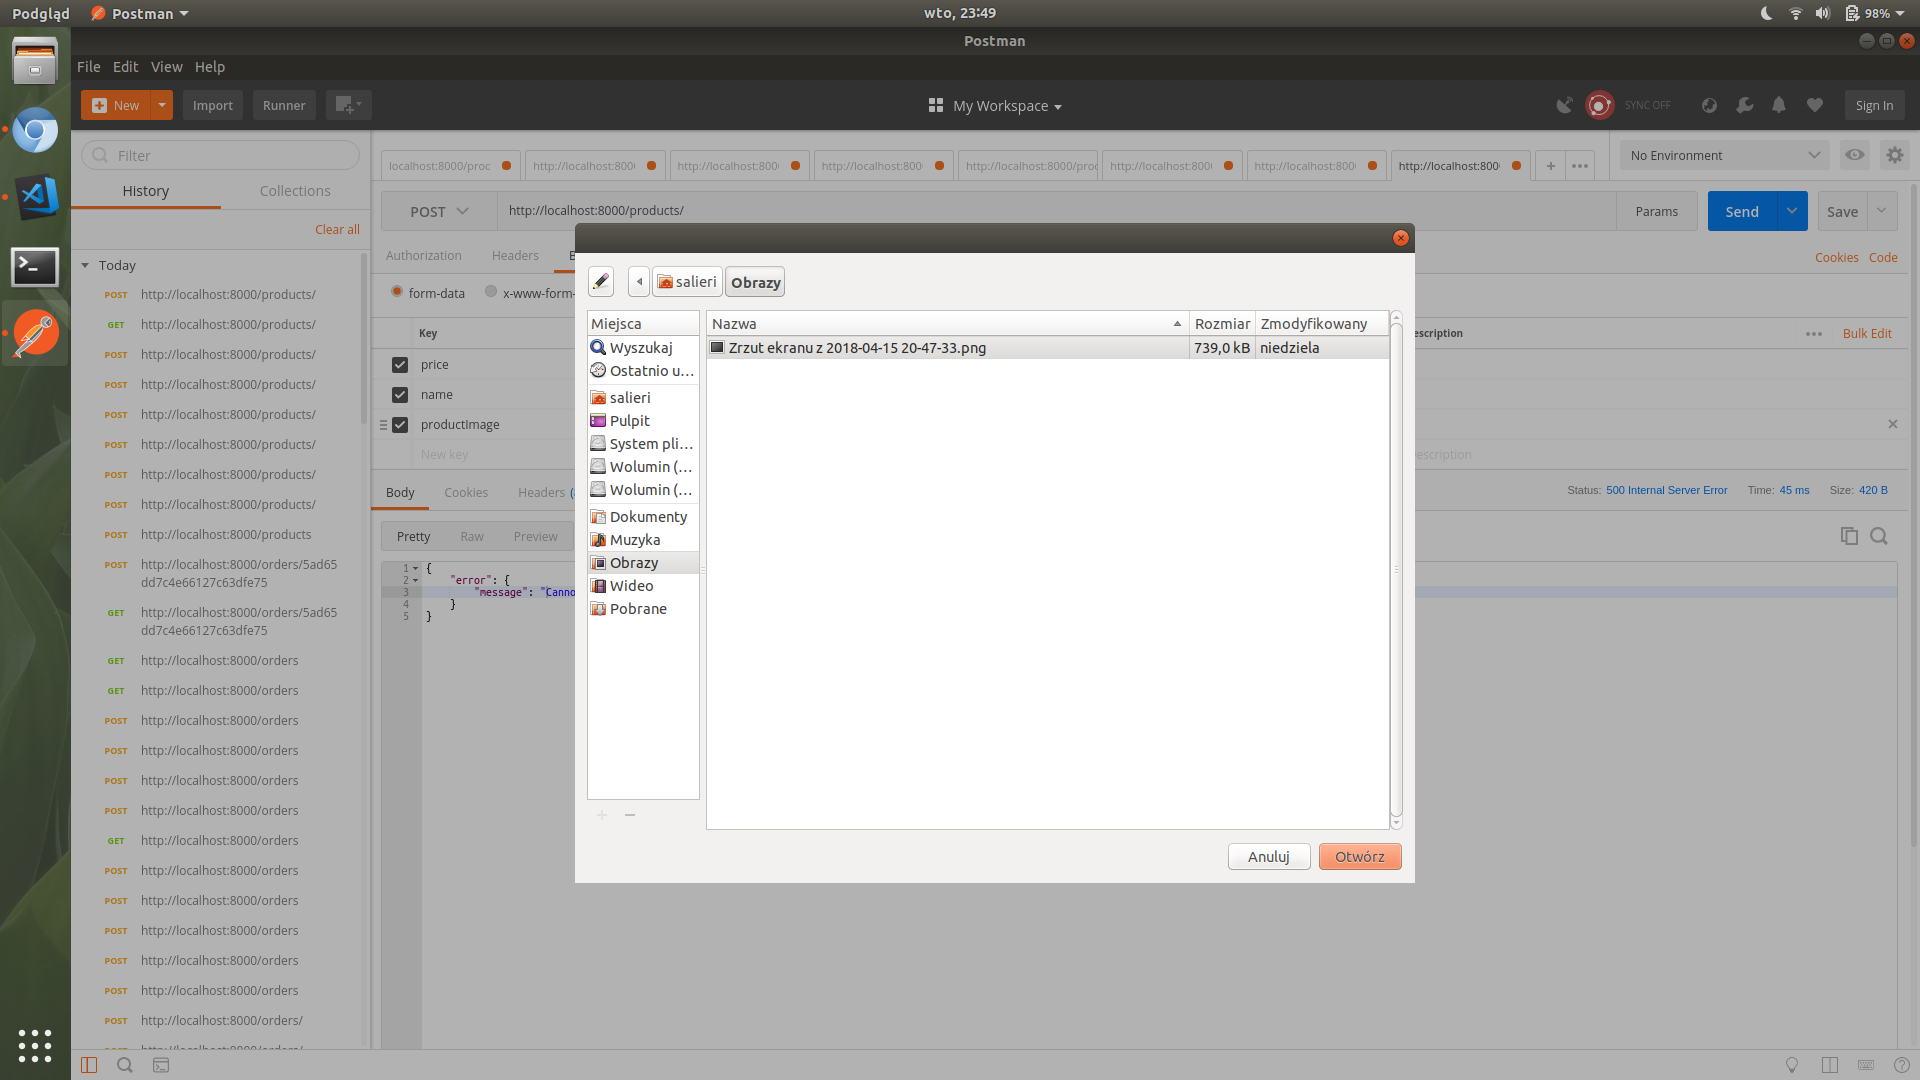 Podgląd Postman wto, 23:49 98%
Postman
File Edit View Help
New Import Runner My Workspace SYNC OFF Sign In
Filter
History Collections
Clear all
Today
POST http://localhost:8000/products/
GET http://localhost:8000/products/
POST http://localhost:8000/products/
POST http://localhost:8000/products/
POST http://localhost:8000/products/
POST http://localhost:8000/products/
POST http://localhost:8000/products/
POST http://localhost:8000/products/
POST http://localhost:8000/products
POST http://localhost:8000/orders/5ad65
dd7c4e66127c63dfe75
GET http://localhost:8000/orders/5ad65
dd7c4e66127c63dfe75
GET http://localhost:8000/orders
GET http://localhost:8000/orders
POST http://localhost:8000/orders
POST http://localhost:8000/orders
POST http://localhost:8000/orders
POST http://localhost:8000/orders
GET http://localhost:8000/orders
POST http://localhost:8000/orders
POST http://localhost:8000/orders
POST http://localhost:8000/orders
POST http://localhost:8000/orders
POST http://localhost:8000/orders
POST http://localhost:8000/orders/
localhost:8000/proc http://localhost:800 http://localhost:800 http://localhost:800 http://localhost:8000/pro http://localhost:800 http://localhost:800 http://localhost:800 + No Environment
POST http://localhost:8000/products/ Params Send Save
Authorization Headers Cookies Code
form-data x-www-form-
Key escription Bulk Edit
price
name
productImage
New key escription
Body Cookies Headers Status: 500 Internal Server Error Time: 45 ms Size: 420 B
Pretty Raw Preview
1 {
2 "error": {
3 "message": "Canno
4 }
5 }
salieri Obrazy
Miejsca
Wyszukaj
Ostatnio u...
salieri
Pulpit
System pli...
Wolumin (...
Wolumin (...
Dokumenty
Muzyka
Obrazy
Wideo
Pobrane
Nazwa Rozmiar Zmodyfikowany
Zrzut ekranu z 2018-04-15 20-47-33.png 739,0 kB niedziela
Anuluj Otwórz